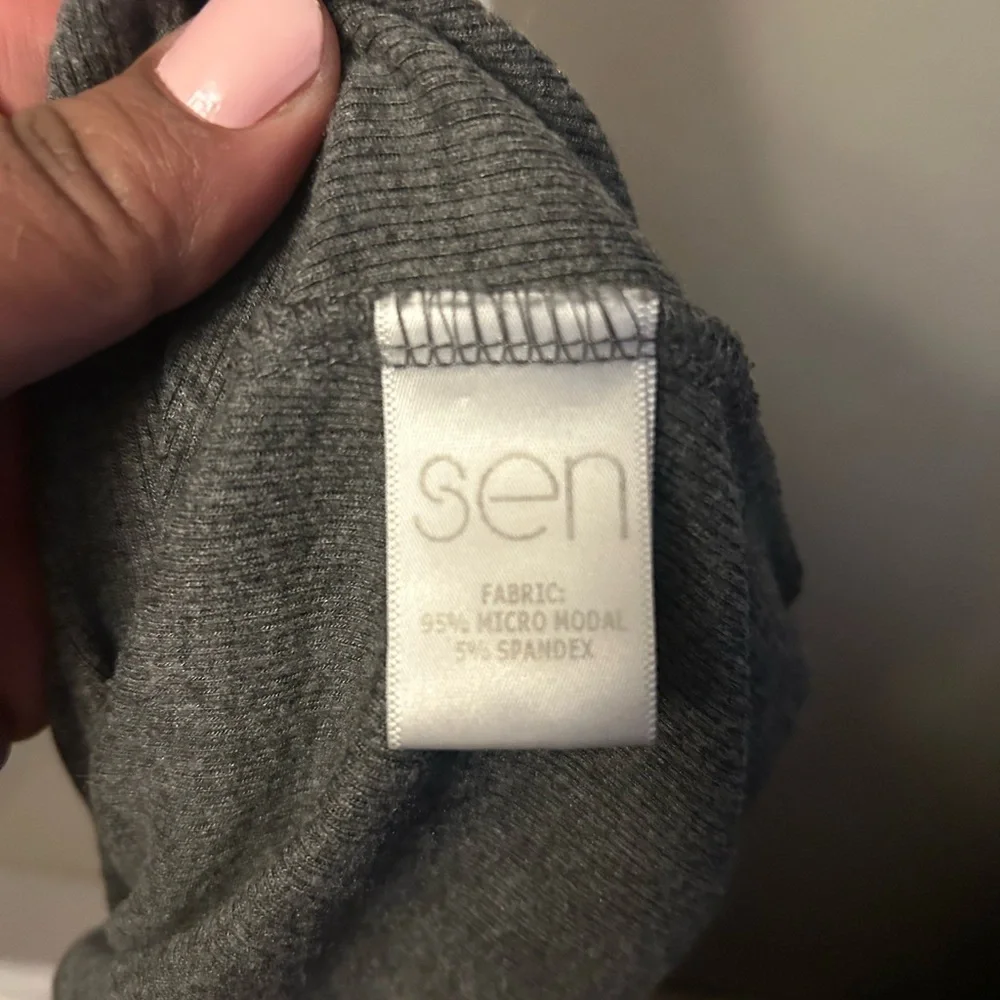 sen
FABRIC:
95% MICRO MODAL
5% SPANDEX